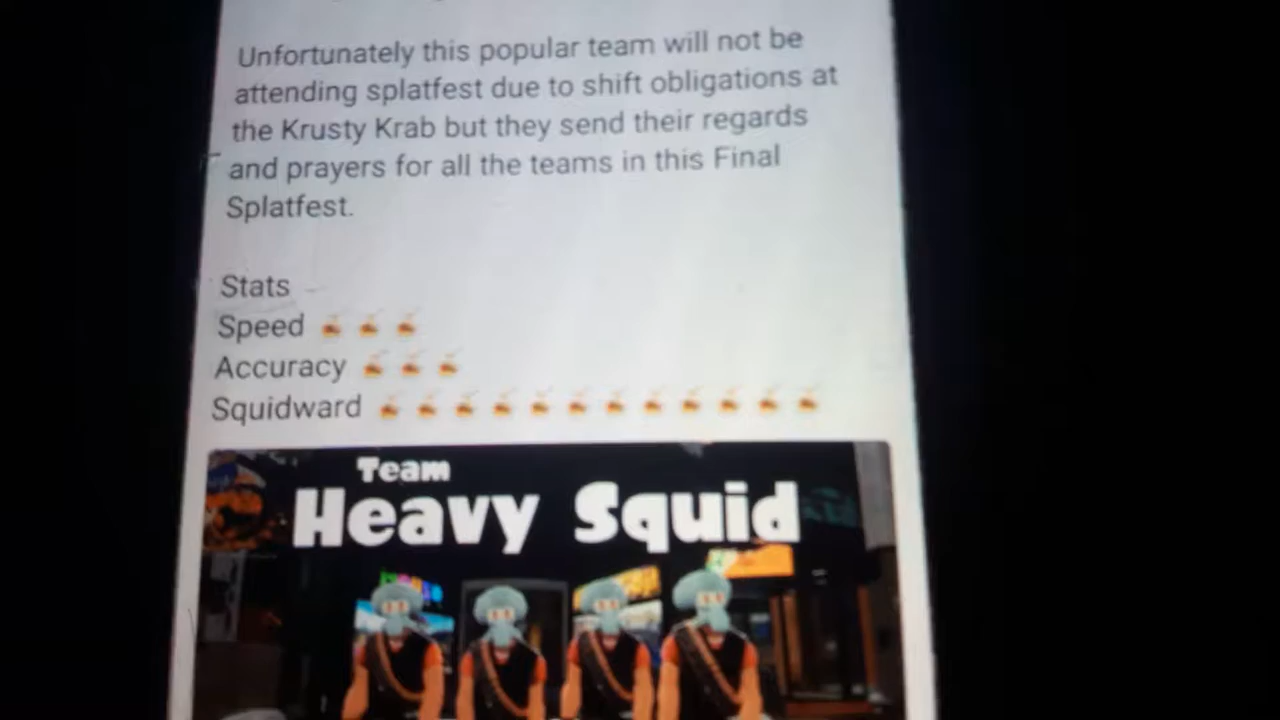 Unfortunately this popular team will not be
attending splatfest due to shift obligations at
the Krusty Krab but they send their regards
and prayers for all the teams in this Final
Splatfest.
Stats
Speed
Accuracy
Squidward
Team
Heavy Squid